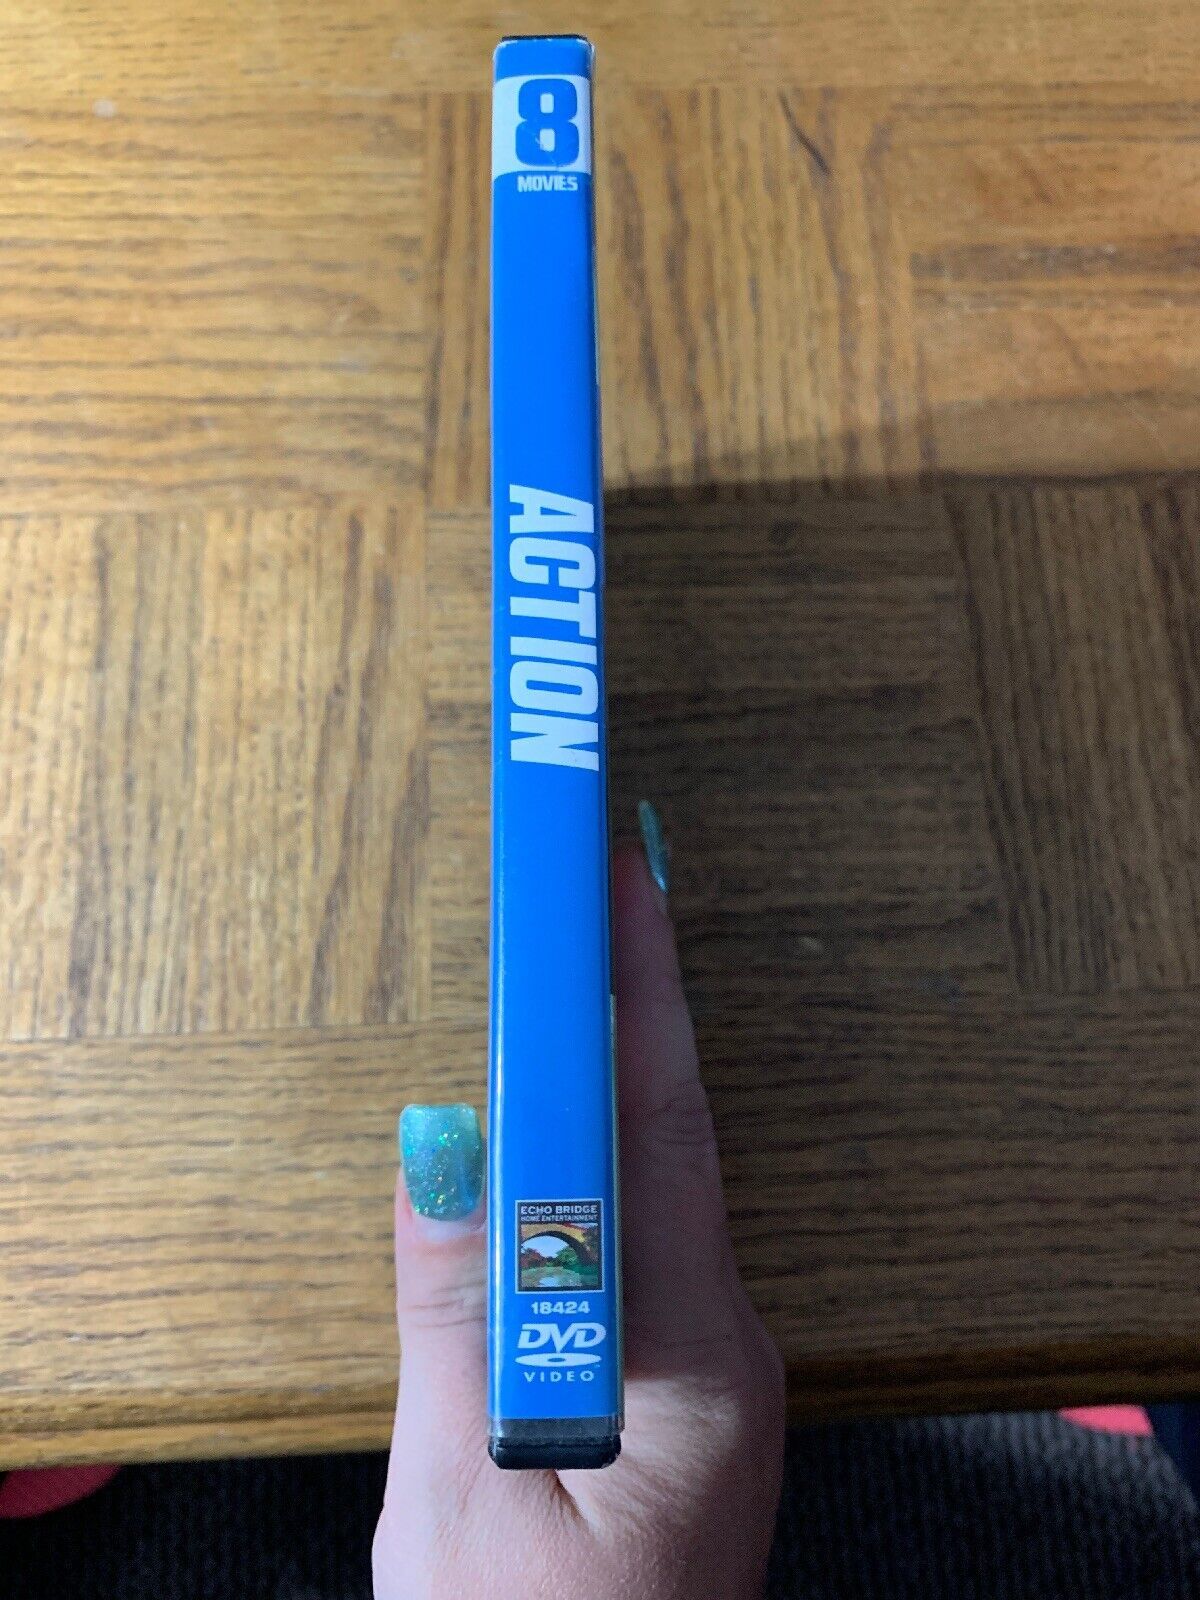 8
MOVIES
ACTION
ECHO BRIDGE
HOME ENTERTAINMENT
18424
DVD
VIDEO